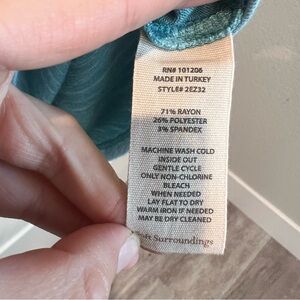 RN# 101206
MADE IN TURKEY
STYLE# 2EZ32
71% RAYON
26% POLYESTER
3% SPANDEX
MACHINE WASH COLD
INSIDE OUT
GENTLE CYCLE
ONLY NON-CHLORINE
BLEACH
WHEN NEEDED
LAY FLAT TO DRY
WARM IRON IF NEEDED
MAY BE DRY CLEANED
Surroundings